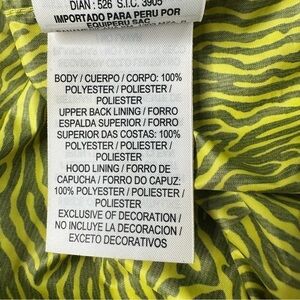 DIAN : 526 S.I.C. 3905
IMPORTADO PARA PERU POR
EQUIPERU SAC
BODY / CUERPO / CORPO: 100%
POLYESTER / POLIESTER /
POLIESTER
UPPER BACK LINING / FORRO
ESPALDA SUPERIOR / FORRO
SUPERIOR DAS COSTAS: 100%
POLYESTER / POLIESTER /
POLIESTER
HOOD LINING / FORRO DE
CAPUCHA / FORRO DO CAPUZ:
100% POLYESTER / POLIESTER /
POLIESTER
EXCLUSIVE OF DECORATION /
NO INCLUYE LA DECORACION /
EXCETO DECORATIVOS